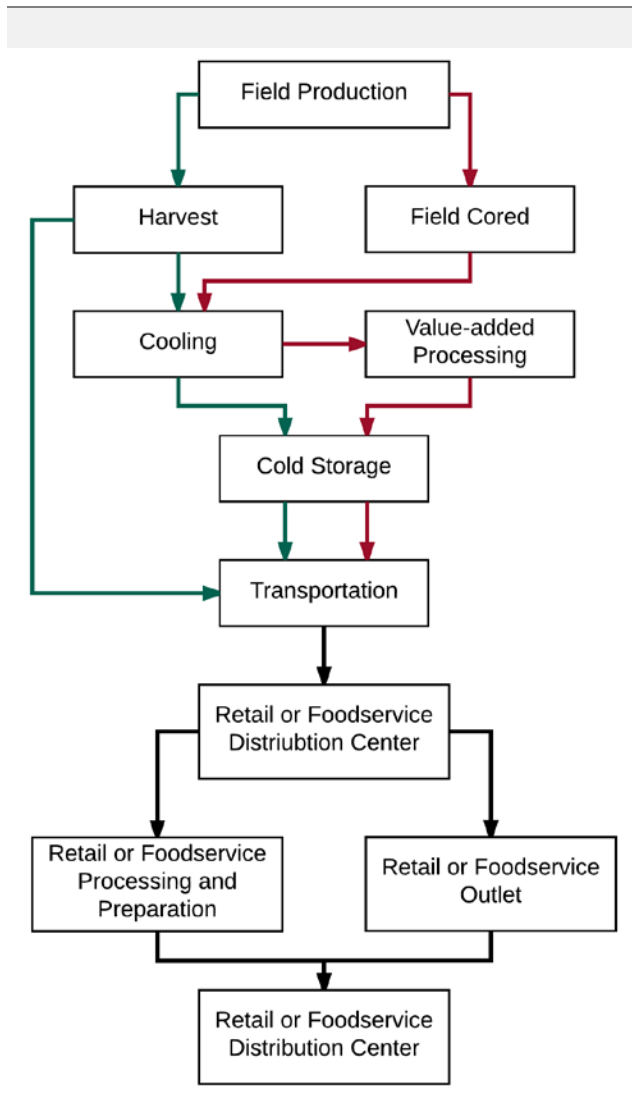 Field Production
Harvest
Field Cored
Cooling
Value-added
Processing
Cold Storage
Transportation
Retail or Foodservice
Distriubtion Center
Retail or Foodservice
Processing and
Preparation
Retail or Foodservice
Outlet
Retail or Foodservice
Distribution Center